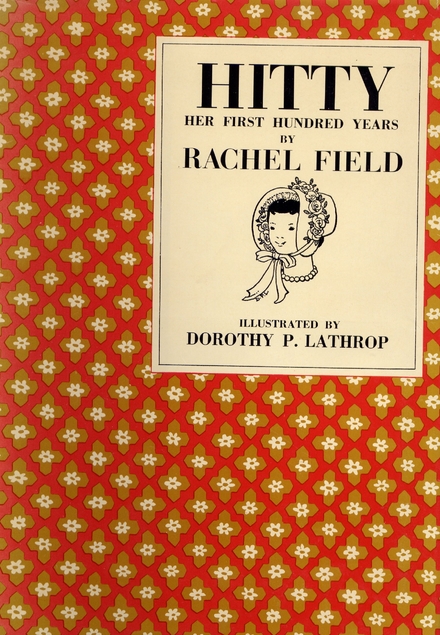 HITTY
HER FIRST HUNDRED YEARS
BY
RACHEL FIELD
ILLUSTRATED BY
DOROTHY P. LATHROP